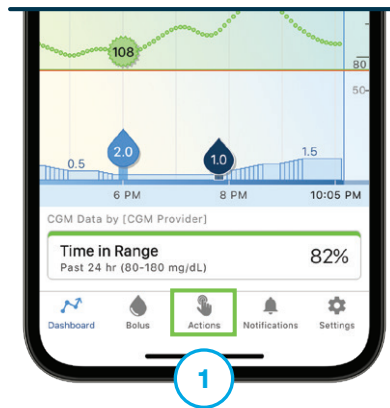 108
80
50
2.0
1.0
0.5
1.5
6 PM 8 PM 10:05 PM
CGM Data by [CGM Provider]
Time in Range 82%
Past 24 hr (80-180 mg/dL)
Dashboard Bolus Actions Notifications Settings
1